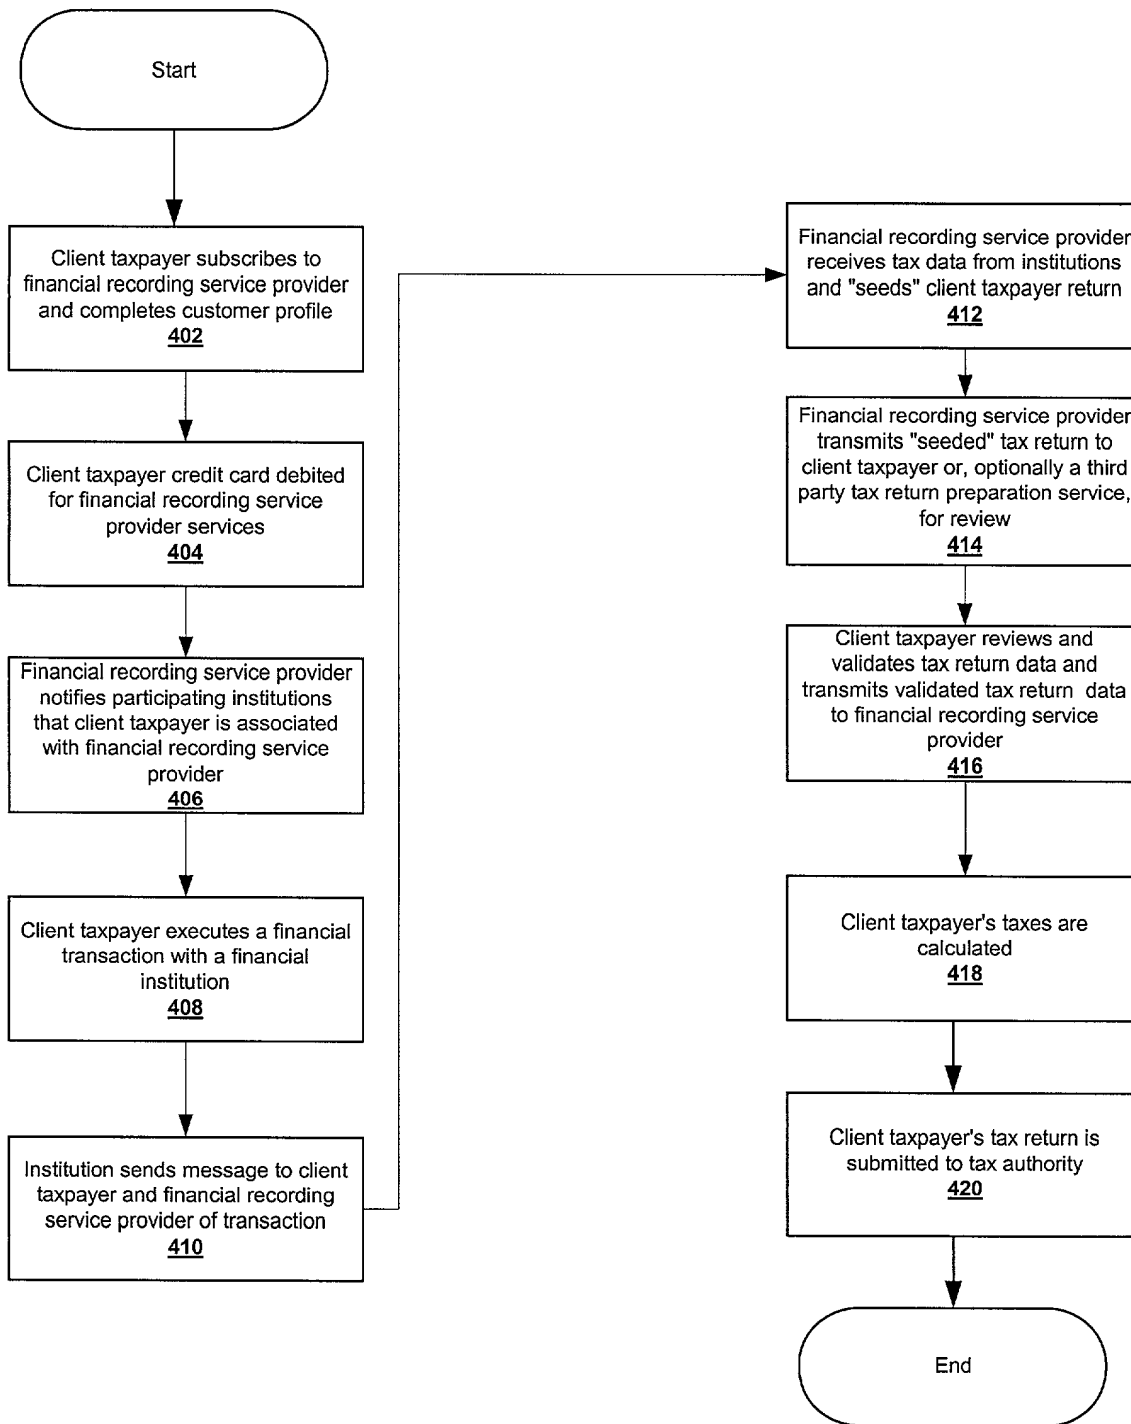 Start
Client taxpayer subscribes to
financial recording service provider
and completes customer profile
402
Client taxpayer credit card debited
for financial recording service
provider services
404
Financial recording service provider
notifies participating institutions
that client taxpayer is associated
with financial recording service
provider
406
Client taxpayer executes a financial
transaction with a financial
institution
408
Institution sends message to client
taxpayer and financial recording
service provider of transaction
410
Financial recording service provider
receives tax data from institutions
and "seeds" client taxpayer return
412
Financial recording service provider
transmits "seeded" tax return to
client taxpayer or, optionally a third
party tax return preparation service,
for review
414
Client taxpayer reviews and
validates tax return data and
transmits validated tax return data
to financial recording service
provider
416
Client taxpayer's taxes are
calculated
418
Client taxpayer's tax return is
submitted to tax authority
420
End